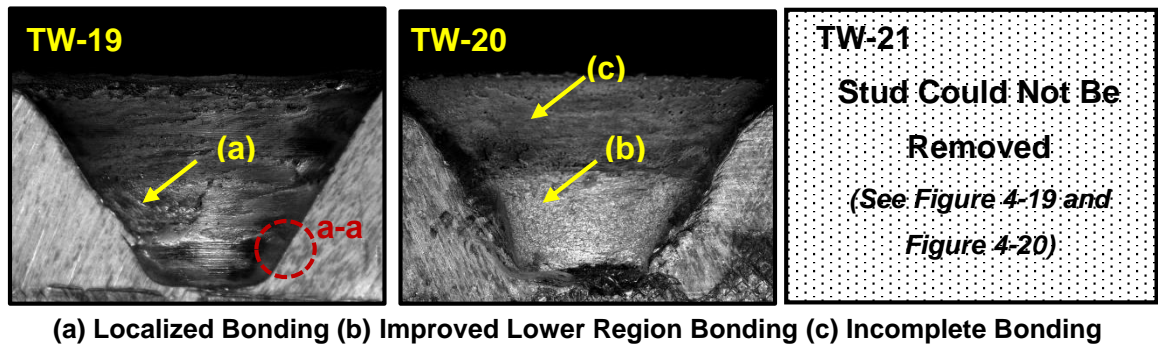 TW-19
(a)
a-a
TW-20
(c)
(b)
TW-21
Stud Could Not Be
Removed
(See Figure 4-19 and
Figure 4-20)
(a) Localized Bonding (b) Improved Lower Region Bonding (c) Incomplete Bonding